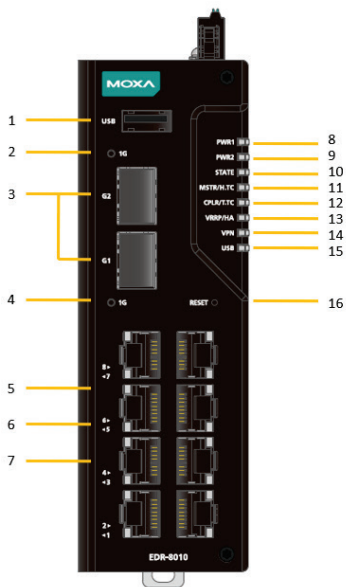 MOXA
1 USB
PWR1 8
PWR2 9
2 1G
STATE 10
MSTR/H.TC 11
3 G2
CPLR/T.TC 12
VRRP/HA 13
VPN 14
USB 15
G1
4 1G RESET 16
8▸
◂7
5
6▸
6 ◂5
7
4▸
◂3
2▸
◂1
EDR-8010